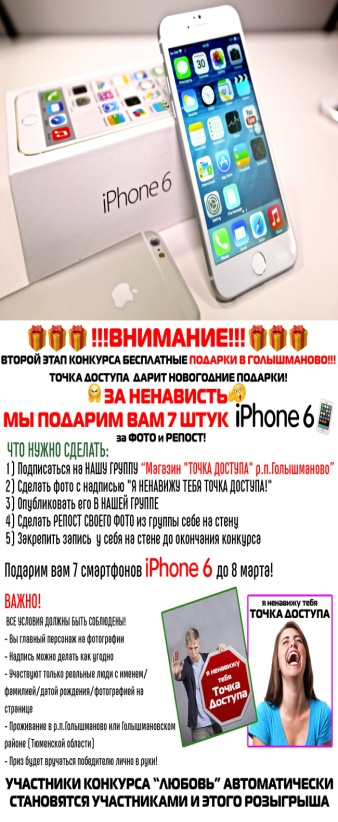 iPhone 6
!!!ВНИМАНИЕ!!!
ВТОРОЙ ЭТАП КОНКУРСА БЕСПЛАТНЫЕ ПОДАРКИ В ГОЛЫШМАНОВО!!!
ТОЧКА ДОСТУПА ДАРИТ НОВОГОДНИЕ ПОДАРКИ!
ЗА НЕНАВИСТЬ
МЫ ПОДАРИМ ВАМ 7 ШТУК iPhone 6
за ФОТО и РЕПОСТ!
ЧТО НУЖНО СДЕЛАТЬ:
1) Подписаться на НАШУ ГРУППУ "Магазин "ТОЧКА ДОСТУПА" р.п.Голышманово"
2) Сделать фото с надписью "Я НЕНАВИЖУ ТЕБЯ ТОЧКА ДОСТУПА!"
3) Опубликовать его В НАШЕЙ ГРУППЕ
4) Сделать РЕПОСТ СВОЕГО ФОТО из группы себе на стену
5) Закрепить запись у себя на стене до окончания конкурса
Подарим вам 7 смартфонов iPhone 6 до 8 марта!
ВАЖНО!
ВСЕ УСЛОВИЯ ДОЛЖНЫ БЫТЬ СОБЛЮДЕНЫ!
- Вы главный персонаж на фотографии
- Надпись можно делать как угодно
- Участвуют только реальные люди с именем/
фамилией/датой рождения/фотографией на
странице
- Проживание в р.п.Голышманово или Голышмановском
районе (Тюменской области)
- Приз будет вручаться победителю лично в руки!
я ненавижу
тебя
Точка
Доступа
я ненавижу тебя
ТОЧКА ДОСТУПА
УЧАСТНИКИ КОНКУРСА "ЛЮБОВЬ" АВТОМАТИЧЕСКИ
СТАНОВЯТСЯ УЧАСТНИКАМИ И ЭТОГО РОЗЫГРЫША